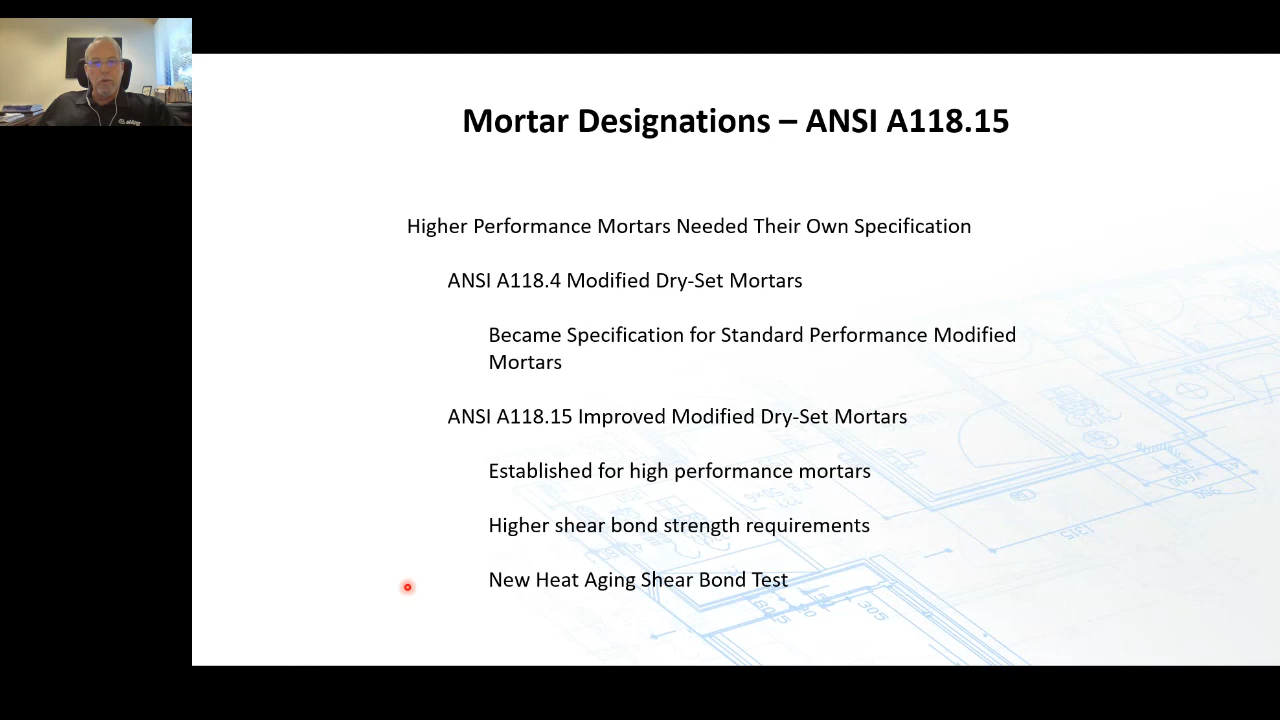 Mortar Designations – ANSI A118.15
Higher Performance Mortars Needed Their Own Specification
ANSI A118.4 Modified Dry-Set Mortars
Became Specification for Standard Performance Modified
Mortars
ANSI A118.15 Improved Modified Dry-Set Mortars
Established for high performance mortars
Higher shear bond strength requirements
New Heat Aging Shear Bond Test
1315
305